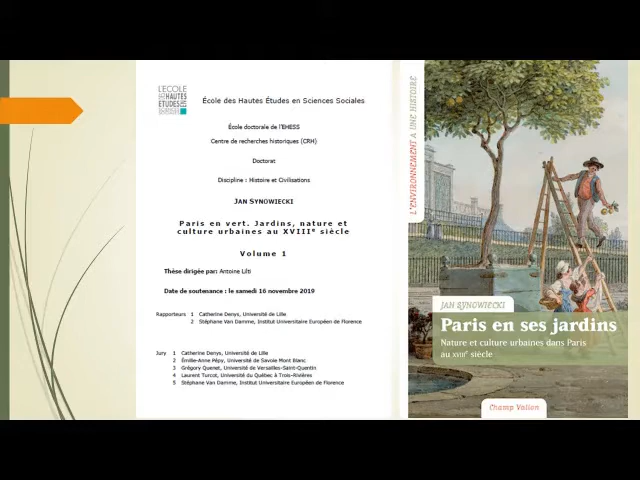 L'ÉCOLE
DES HAUTES
ÉTUDES EN
SCIENCES
SOCIALES
École des Hautes Études en Sciences Sociales
École doctorale de l'EHESS
Centre de recherches historiques (CRH)
Doctorat
Discipline : Histoire et Civilisations
JAN SYNOWIECKI
Paris en vert. Jardins, nature et
culture urbaines au XVIIIe siècle
Volume 1
Thèse dirigée par: Antoine Lilti
Date de soutenance : le samedi 16 novembre 2019
Rapporteurs 1 Catherine Denys, Université de Lille
2 Stéphane Van Damme, Institut Universitaire Européen de Florence
Jury 1 Catherine Denys, Université de Lille
2 Émilie-Anne Pépy, Université de Savoie Mont Blanc
3 Grégory Quenet, Université de Versailles-Saint-Quentin
4 Laurent Turcot, Université du Québec à Trois-Rivières
5 Stéphane Van Damme, Institut Universitaire Européen de Florence
L'ENVIRONNEMENT A UNE HISTOIRE
JAN SYNOWIECKI
Paris en ses jardins
Nature et culture urbaines dans Paris
au XVIIIe siècle
Champ Vallon